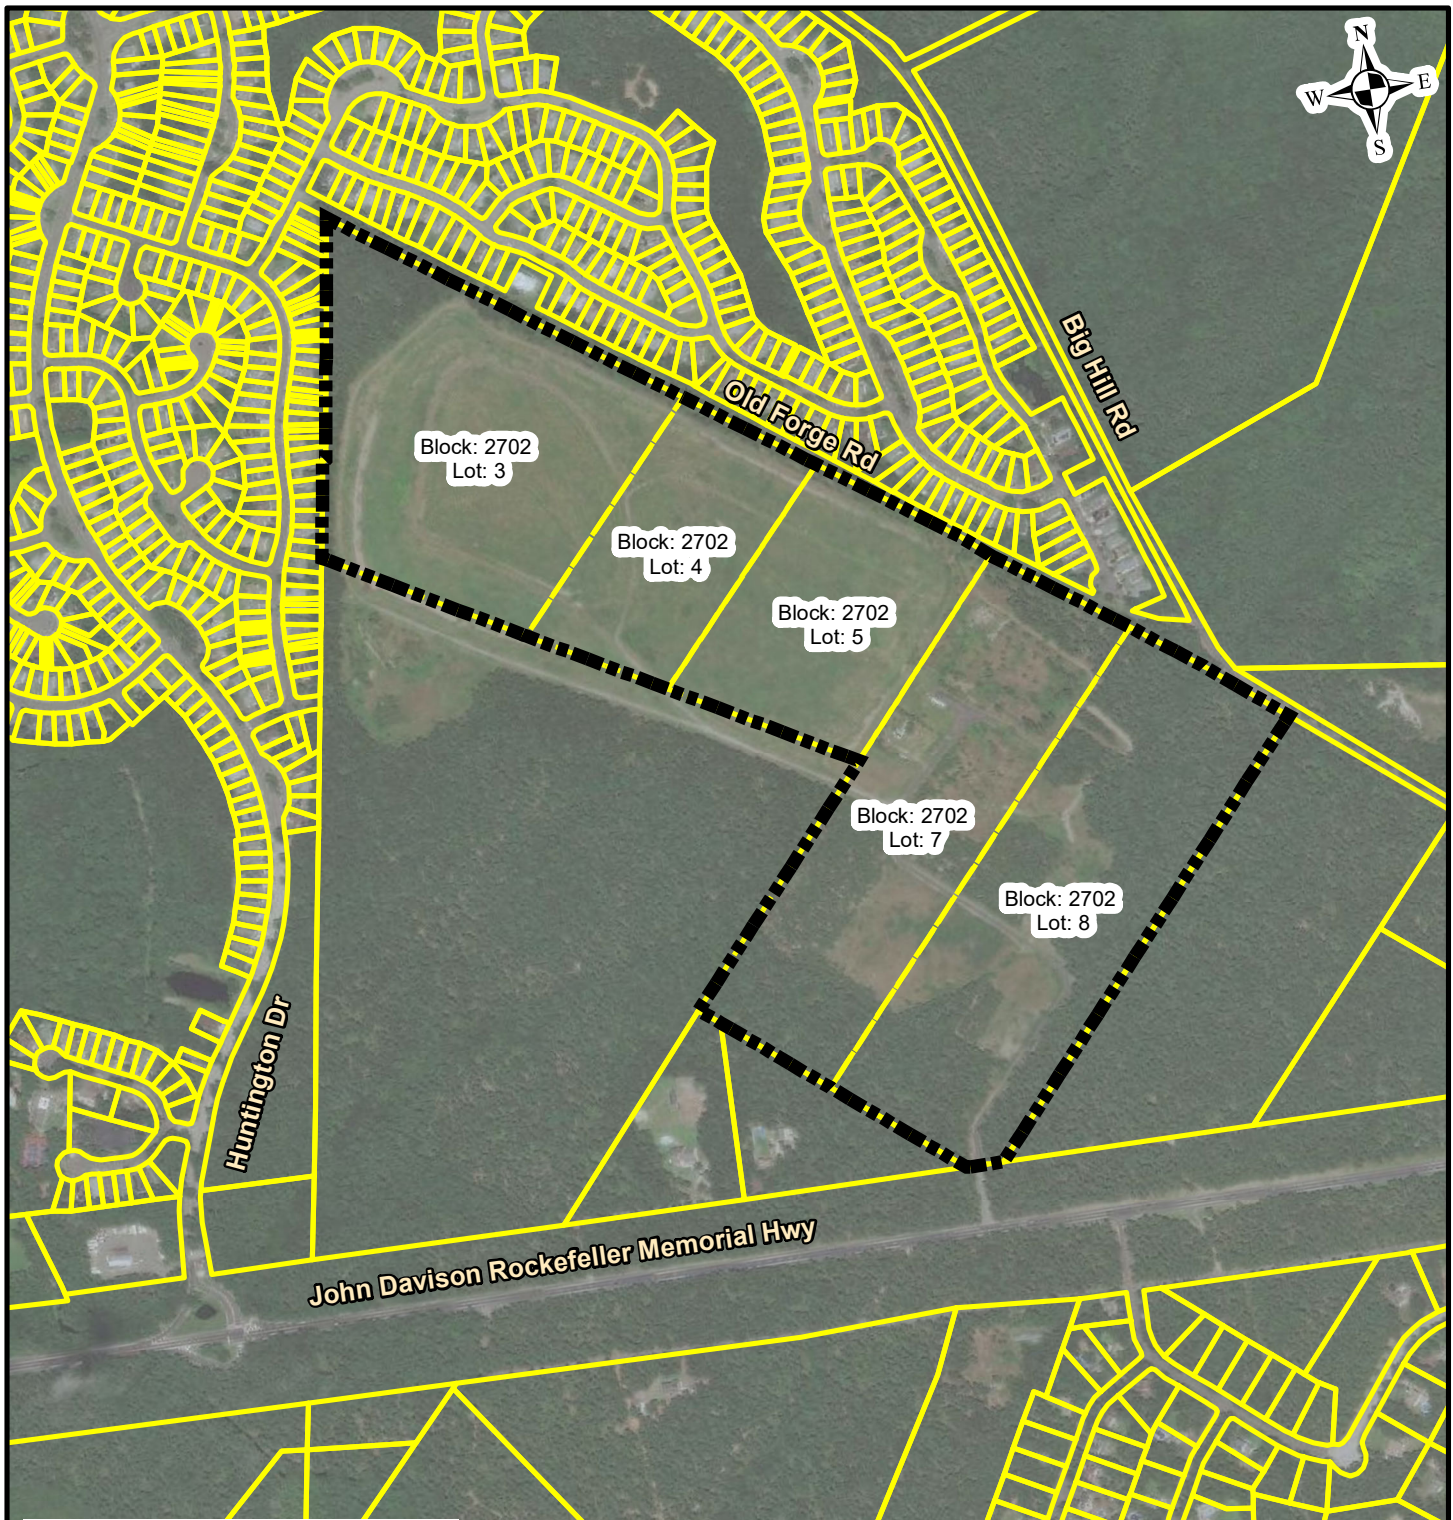 N
W
E
S
Big Hill Rd
Old Forge Rd
Block: 2702
Lot: 3
Block: 2702
Lot: 4
Block: 2702
Lot: 5
Block: 2702
Lot: 7
Block: 2702
Lot: 8
Huntington Dr
John Davison Rockefeller Memorial Hwy